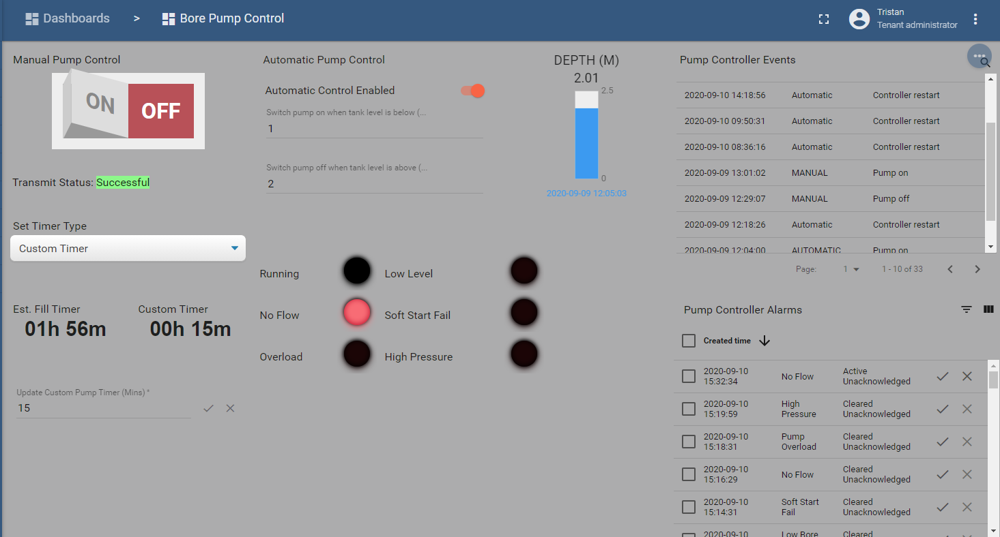 Dashboards > Bore Pump Control
Tristan
Tenant administrator
Manual Pump Control
ON OFF
Transmit Status: Successful
Set Timer Type
Custom Timer
Est. Fill Timer Custom Timer
01h 56m 00h 15m
Update Custom Pump Timer (Mins) *
15
Automatic Pump Control
Automatic Control Enabled
Switch pump on when tank level is below (...
1
Switch pump off when tank level is above (...
2
DEPTH (M)
2.01
2.5
0
2020-09-09 12:05:03
Running Low Level
No Flow Soft Start Fail
Overload High Pressure
Pump Controller Events
2020-09-10 14:18:56 Automatic Controller restart
2020-09-10 09:50:31 Automatic Controller restart
2020-09-10 08:36:16 Automatic Controller restart
2020-09-09 13:01:02 MANUAL Pump on
2020-09-09 12:29:07 MANUAL Pump off
2020-09-09 12:18:26 Automatic Controller restart
2020-09-09 12:04:00 AUTOMATIC Pump on
Page: 1 1 - 10 of 33
Pump Controller Alarms
Created time
2020-09-10
15:32:34
No Flow
Active
Unacknowledged
2020-09-10
15:19:59
High
Pressure
Cleared
Unacknowledged
2020-09-10
15:18:31
Pump
Overload
Cleared
Unacknowledged
2020-09-10
15:16:29
No Flow
Cleared
Unacknowledged
2020-09-10
15:14:31
Soft Start
Fail
Cleared
Unacknowledged
2020-09-10
Low Bore
Cleared